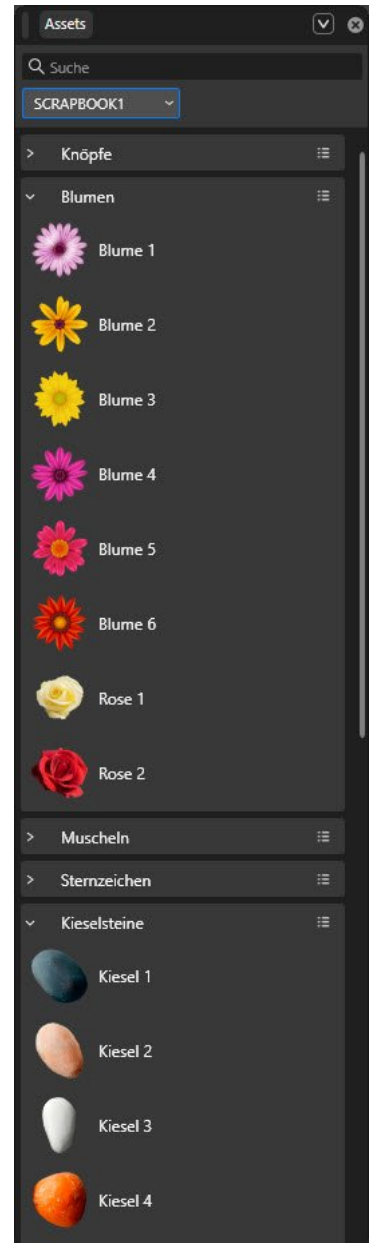 Assets
Suche
SCRAPBOOK1
Knöpfe
Blumen
Blume 1
Blume 2
Blume 3
Blume 4
Blume 5
Blume 6
Rose 1
Rose 2
Muscheln
Sternzeichen
Kieselsteine
Kiesel 1
Kiesel 2
Kiesel 3
Kiesel 4